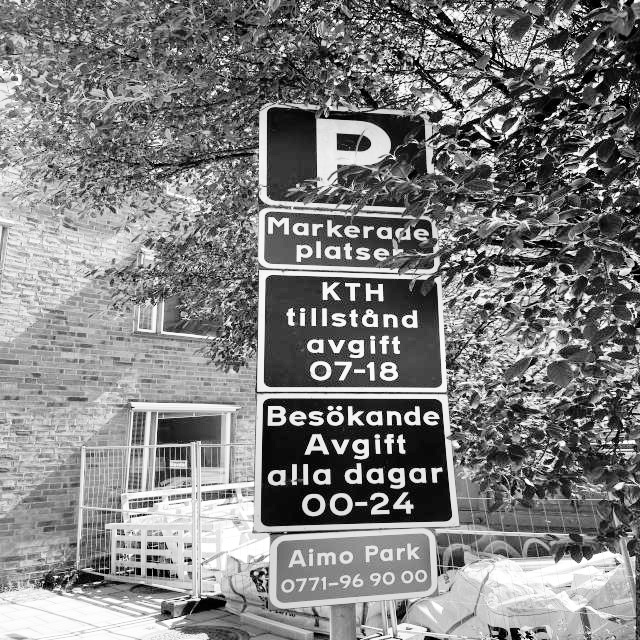 P
Markerade
platser
KTH
tillstånd
avgift
07-18
Besökande
Avgift
alla dagar
00-24
Aimo Park
0771-96 90 00